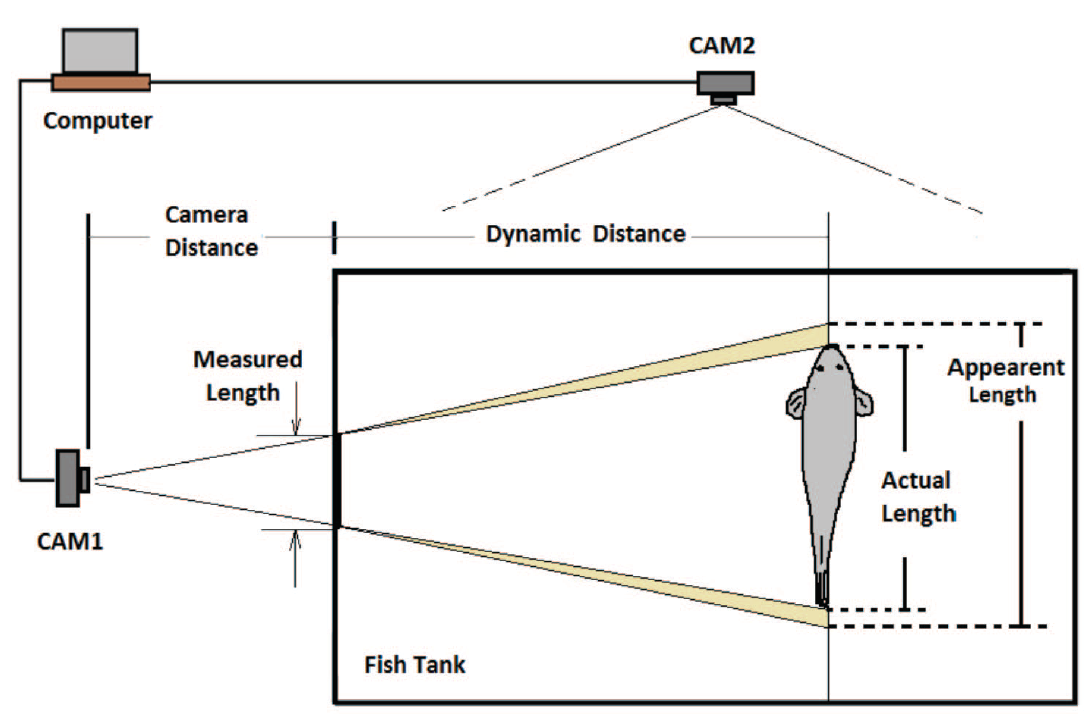 CAM2
Computer
Camera
Distance
Dynamic Distance
Measured
Length
Appearent
Length
Actual
Length
CAM1
Fish Tank